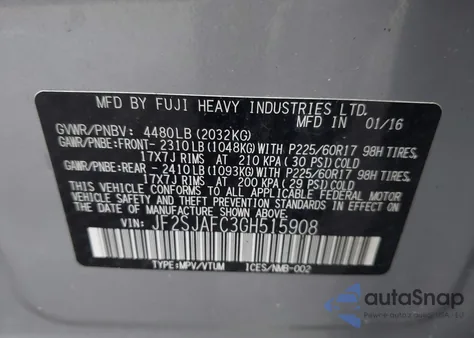 MFD BY FUJI HEAVY INDUSTRIES LTD.
MFD IN 01/16
GVWR/PNBV: 4480LB (2032KG)
GAWR/PNBE:FRONT- 2310LB (1048KG) WITH P225/60R17 98H TIRES,
17X7J RIMS AT 210 KPA ( 30 PSI) COLD
GAWR/PNBE:REAR - 2410LB (1093KG) WITH P225/60R17 98H TIRES,
17X7J RIMS AT 200 KPA ( 29 PSI) COLD
THIS VEHICLE CONFORMS TO ALL APPLICABLE FEDERAL MOTOR
VEHICLE SAFETY AND THEFT PREVENTION STANDARDS IN EFFECT
ON THE DATE OF MANUFACTURE SHOWN ABOVE.
VIN: JF2SJAFC3GH515908
TYPE:MPV/VTUM ICES/NMB-002
autoSnap